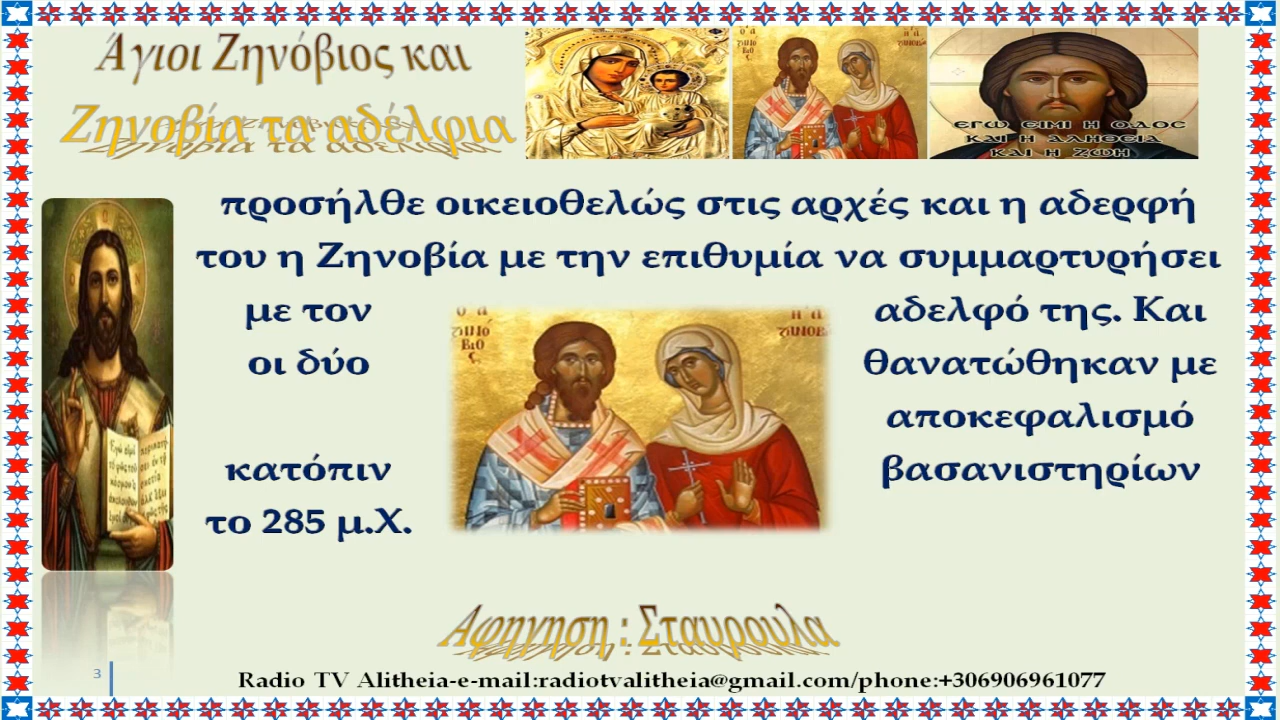 Άγιοι Ζηνόβιος και
Ζηνοβία τα αδέλφια
ΕΓΩ ΕΙΜΙ Η ΟΔΟΣ
ΚΑΙ Η ΑΛΗΘΕΙΑ
ΚΑΙ Η ΖΩΗ
προσήλθε οικειοθελώς στις αρχές και η αδερφή
του η Ζηνοβία με την επιθυμία να συμμαρτυρήσει
με τον αδελφό της. Και
οι δύο θανατώθηκαν με
αποκεφαλισμό
κατόπιν βασανιστηρίων
το 285 μ.Χ.
Αφηγηση : Σταυρουλα
3
Radio TV Alitheia-e-mail:radiotvalitheia@gmail.com/phone:+306906961077